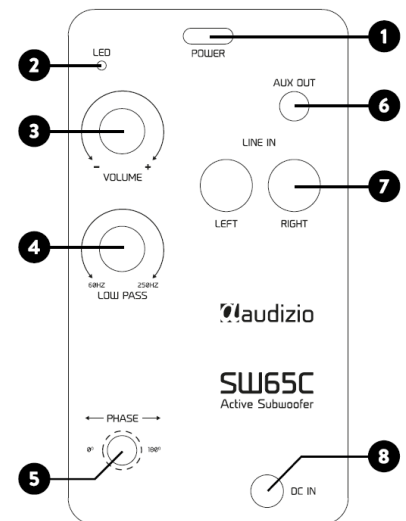 1
LED
POWER
2
AUX OUT
6
3
LINE IN
- +
VOLUME
7
LEFT RIGHT
4
60HZ 250HZ
LOW PASS
audizio
SW65C
Active Subwoofer
← PHASE →
0° 180°
5
8
DC IN